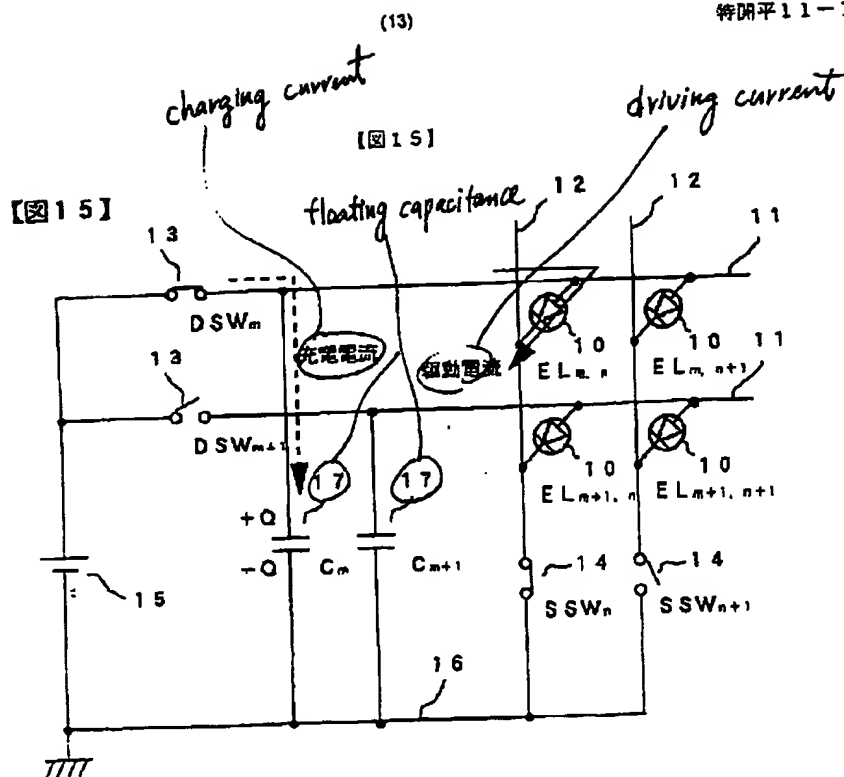 (13)
特開平11-
charging current
driving current
【図15】
【図15】
floating capacitance
12
12
11
13
DSWm
充電電流
駆動電流
10
ELm,n
10
ELm,n+1
11
13
DSWm+1
17
17
10
ELm+1,n
10
ELm+1,n+1
+Q
-Q
Cm
Cm+1
14
SSWn
14
SSWn+1
15
16